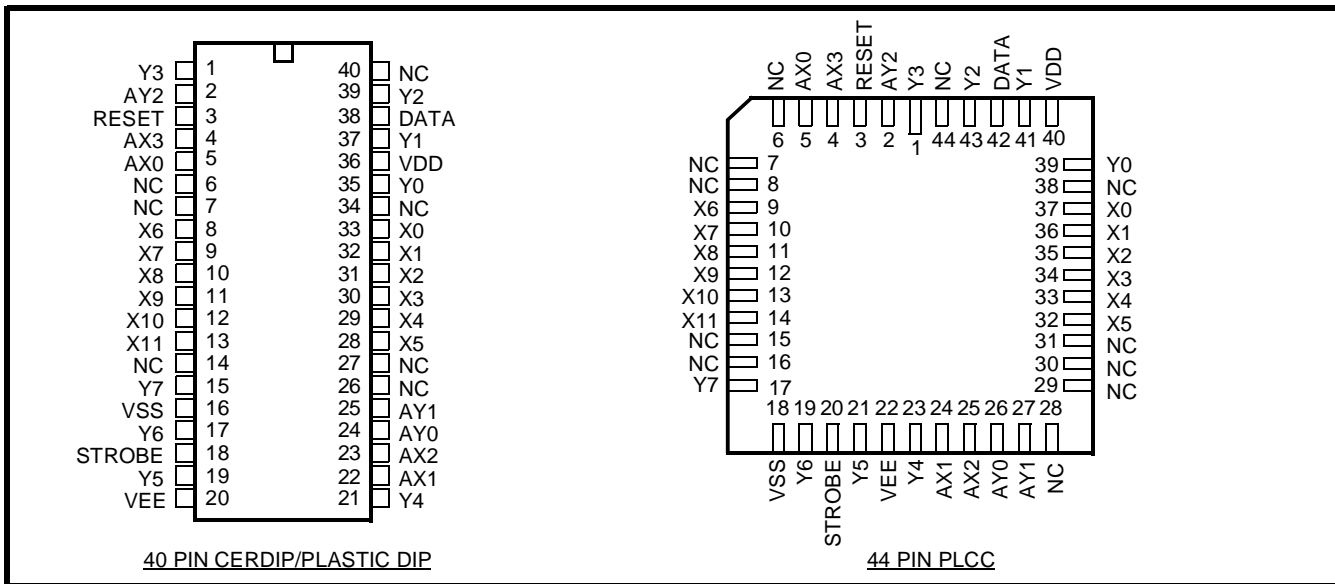 Y3 1 40 NC
AY2 2 39 Y2
RESET 3 38 DATA
AX3 4 37 Y1
AX0 5 36 VDD
NC 6 35 Y0
NC 7 34 NC
X6 8 33 X0
X7 9 32 X1
X8 10 31 X2
X9 11 30 X3
X10 12 29 X4
X11 13 28 X5
NC 14 27 NC
Y7 15 26 NC
VSS 16 25 AY1
Y6 17 24 AY0
STROBE 18 23 AX2
Y5 19 22 AX1
VEE 20 21 Y4
40 PIN CERDIP/PLASTIC DIP
NC AX0 AX3 RESET AY2 Y3 NC Y2 DATA Y1 VDD
6 5 4 3 2 1 44 43 42 41 40
NC 7 39 Y0
NC 8 38 NC
X6 9 37 X0
X7 10 36 X1
X8 11 35 X2
X9 12 34 X3
X10 13 33 X4
X11 14 32 X5
NC 15 31 NC
NC 16 30 NC
Y7 17 29 NC
18 19 20 21 22 23 24 25 26 27 28
VSS Y6 STROBE Y5 VEE Y4 AX1 AX2 AY0 AY1 NC
44 PIN PLCC